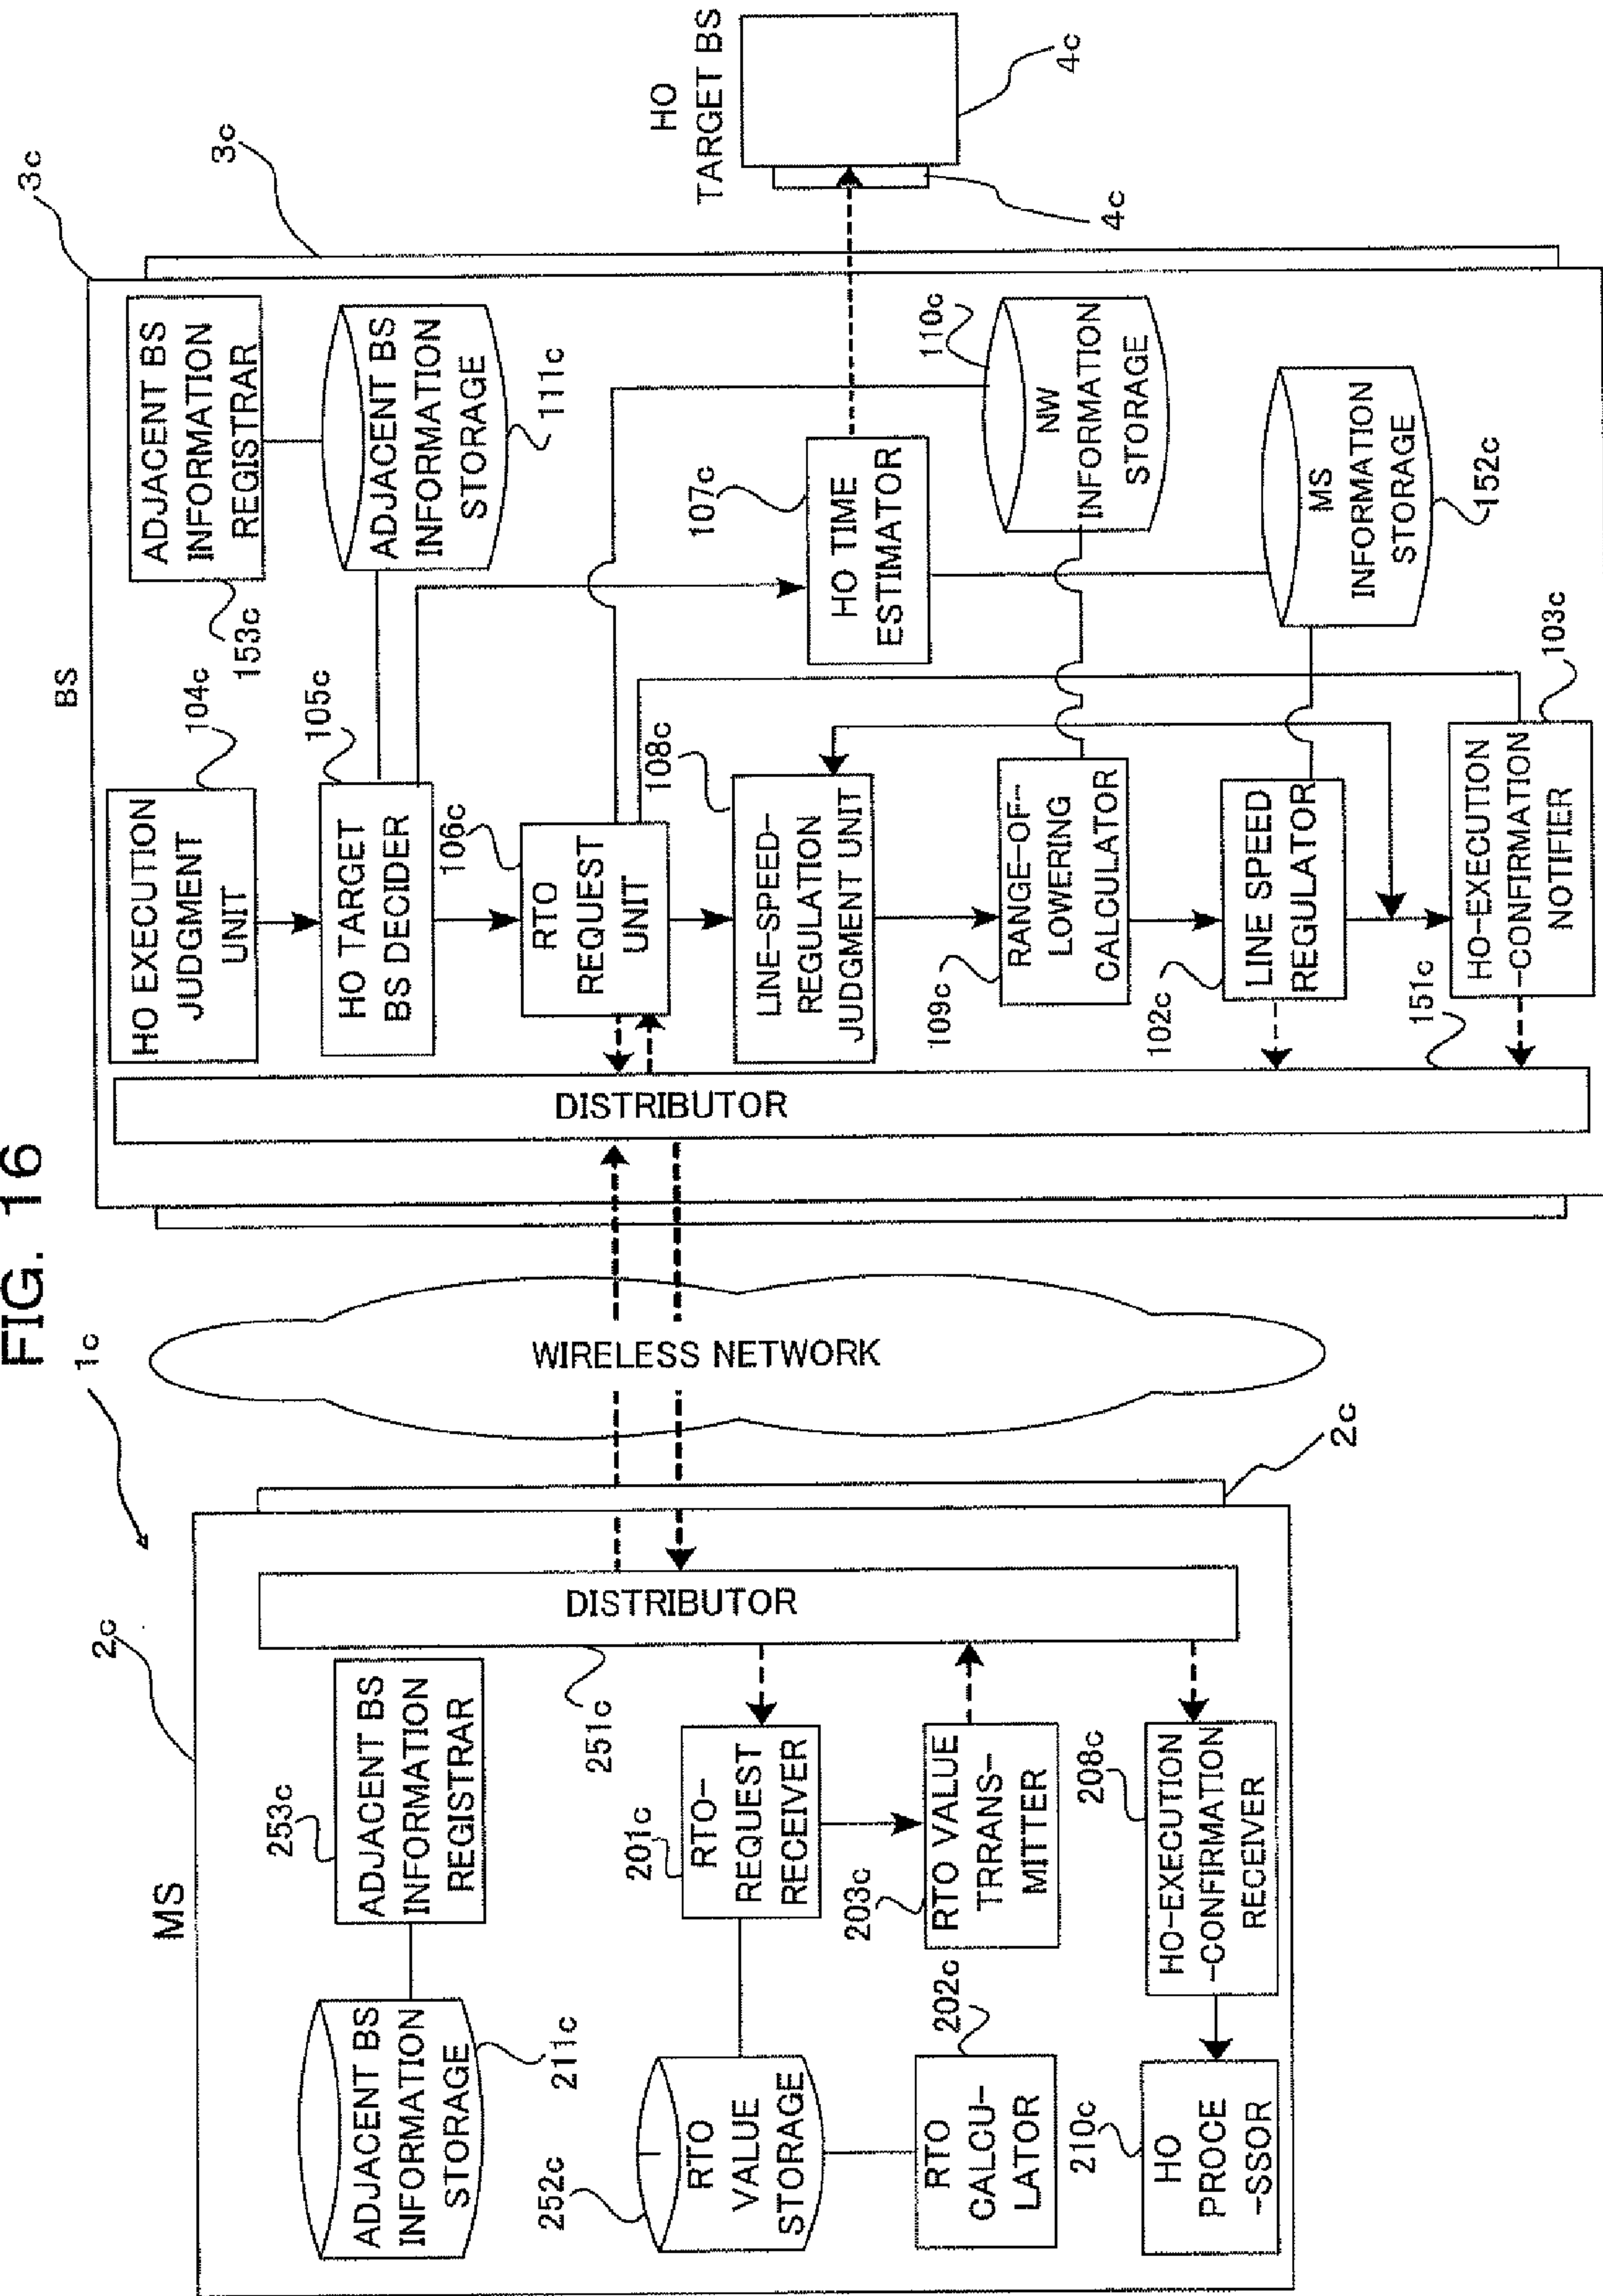 FIG. 16
1c
MS
2c
2c
ADJACENT BS
INFORMATION
STORAGE
211c
253c
ADJACENT BS
INFORMATION
REGISTRAR
DISTRIBUTOR
251c
252c
RTO
VALUE
STORAGE
201c
RTO-
REQUEST
RECEIVER
RTO
CALCU-
LATOR
202c
203c
RTO VALUE
TRRANS-
MITTER
210c
HO
PROCE
-SSOR
208c
HO-EXECUTION
-CONFIRMATION
RECEIVER
WIRELESS NETWORK
BS
3c
3c
DISTRIBUTOR
151c
HO EXECUTION
JUDGMENT
UNIT
104c
ADJACENT BS
INFORMATION
REGISTRAR
153c
HO TARGET
BS DECIDER
105c
ADJACENT BS
INFORMATION
STORAGE
111c
RTO
REQUEST
UNIT
106c
LINE-SPEED-
REGULATION
JUDGMENT UNIT
108c
HO TIME
ESTIMATOR
107c
RANGE-OF-
LOWERING
CALCULATOR
109c
NW
INFORMATION
STORAGE
110c
LINE SPEED
REGULATOR
102c
MS
INFORMATION
STORAGE
152c
HO-EXECUTION
-CONFIRMATION
NOTIFIER
103c
HO
TARGET BS
4c
4c